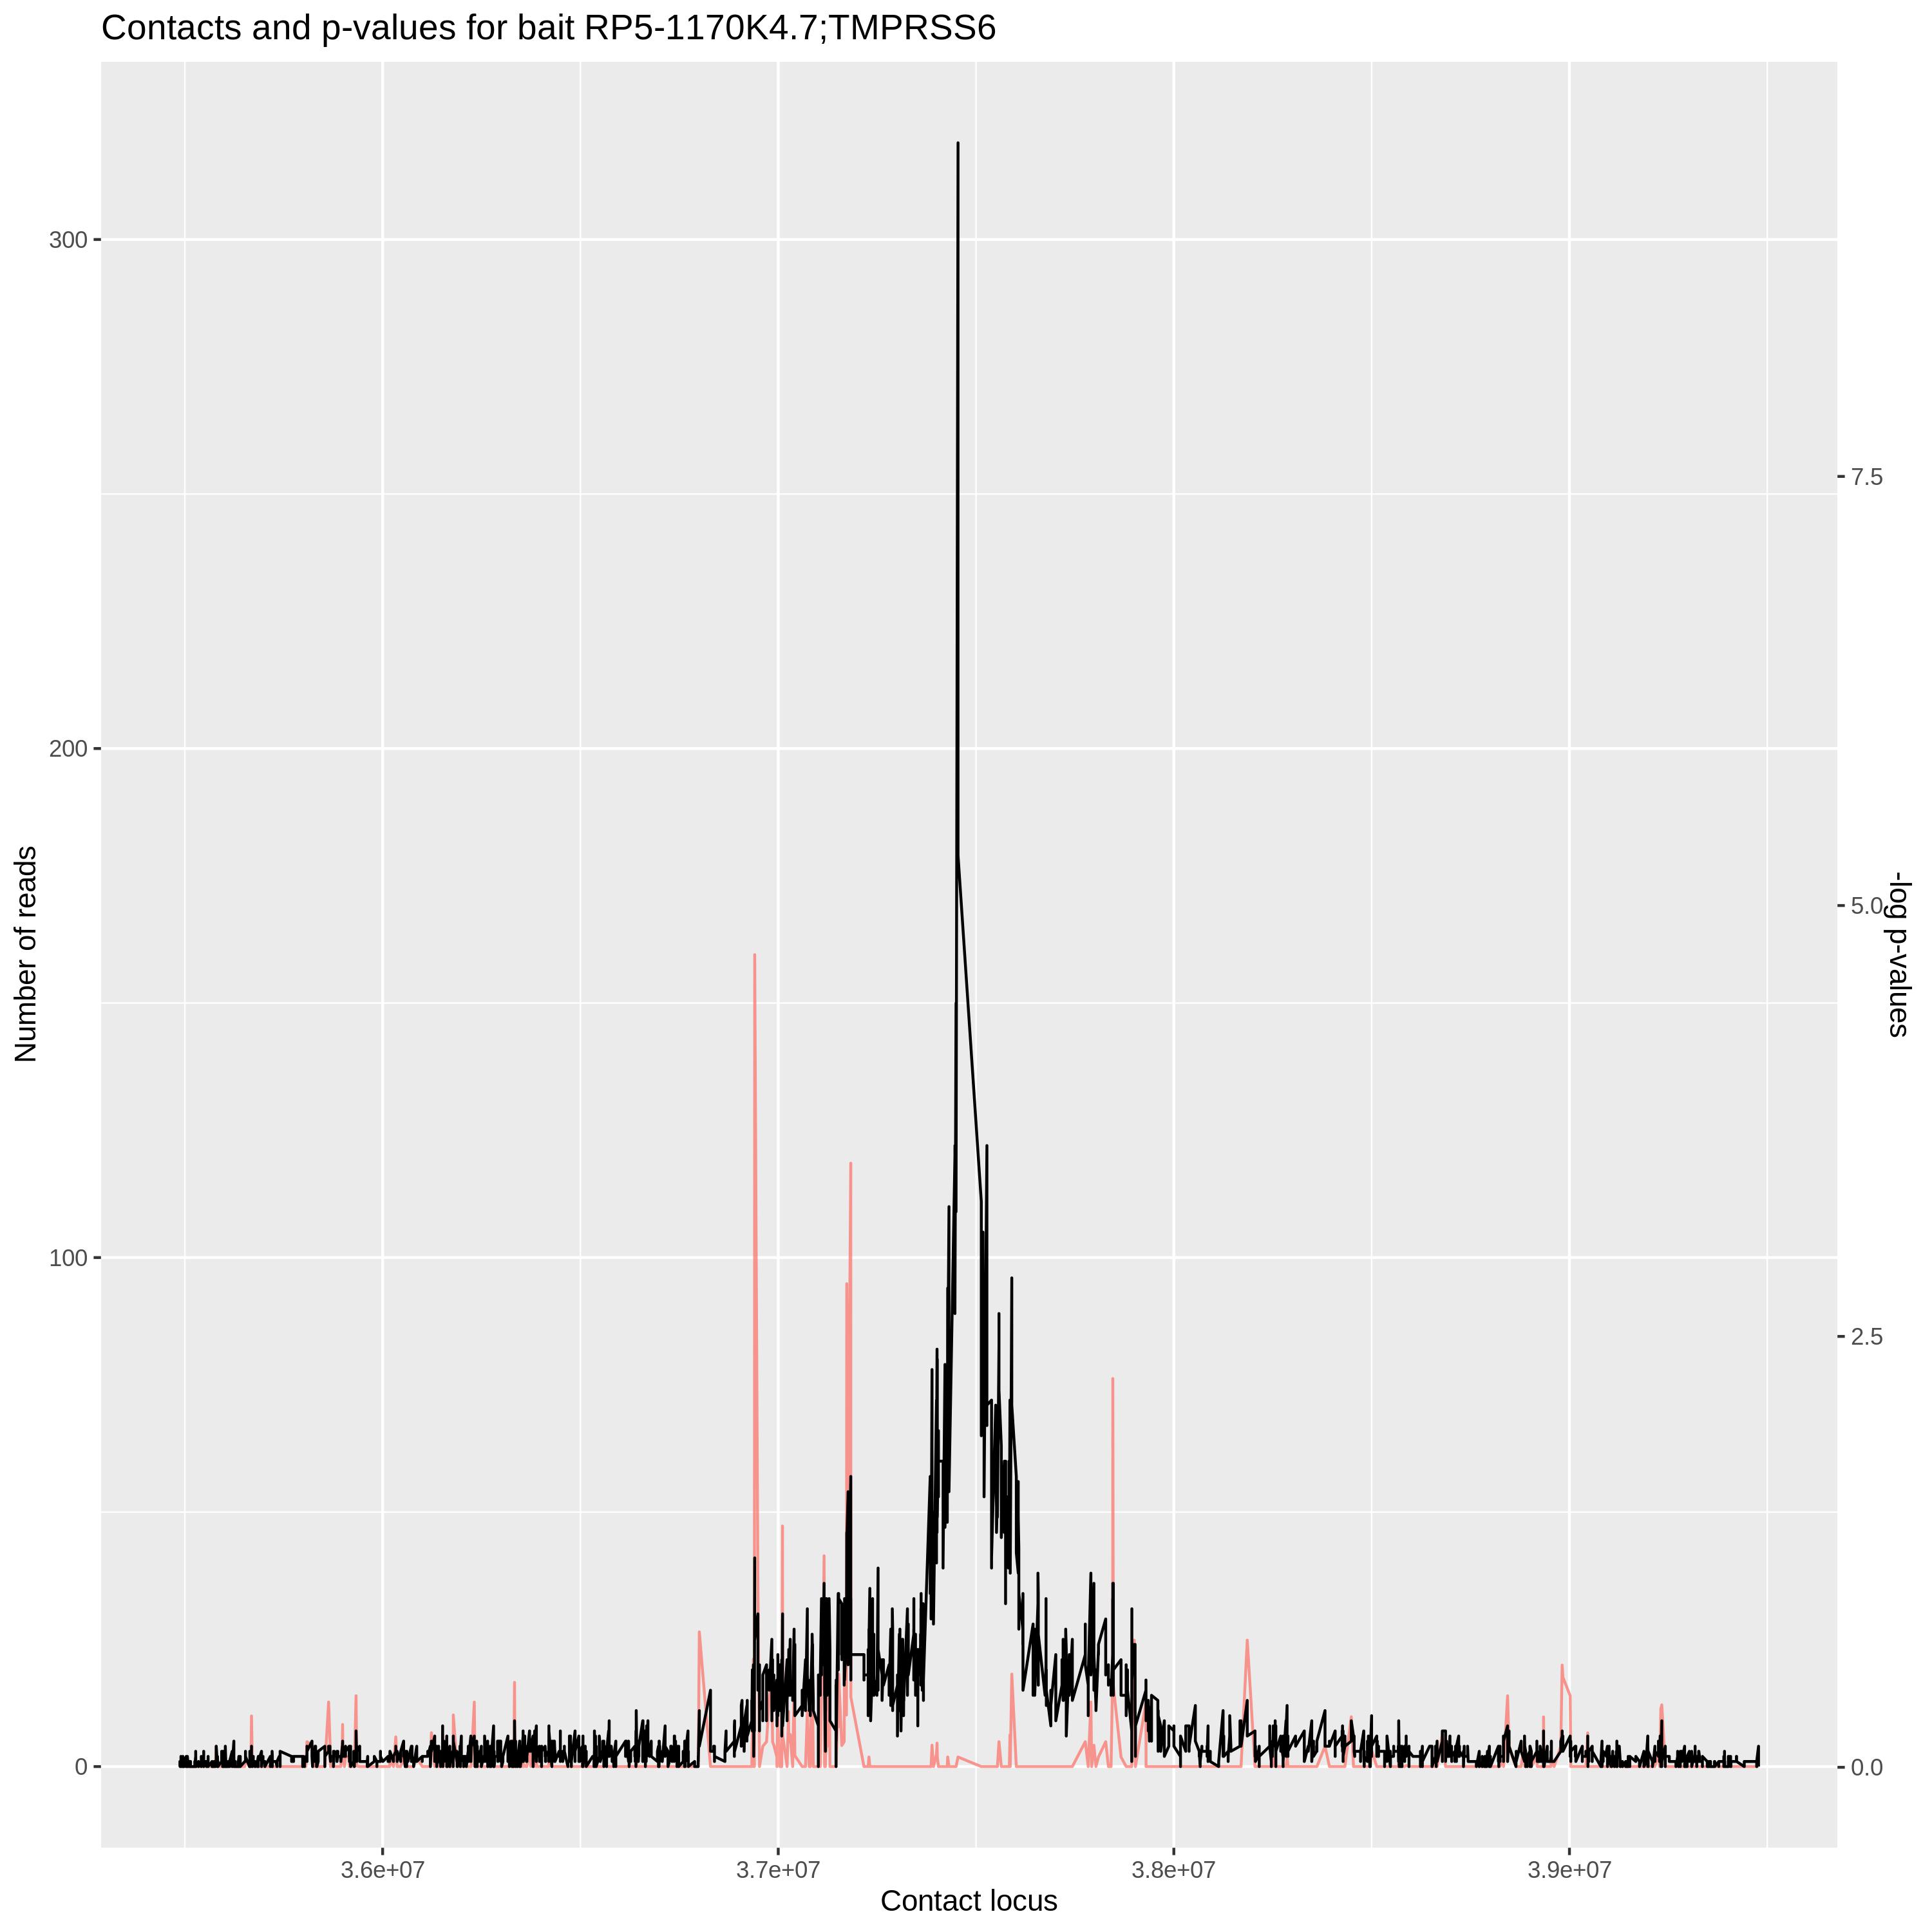 Contacts and p-values for bait RP5-1170K4.7;TMPRSS6
300
200
100
0
Number of reads
7.5
5.0
2.5
0.0
-log p-values
3.6e+07 3.7e+07 3.8e+07 3.9e+07
Contact locus